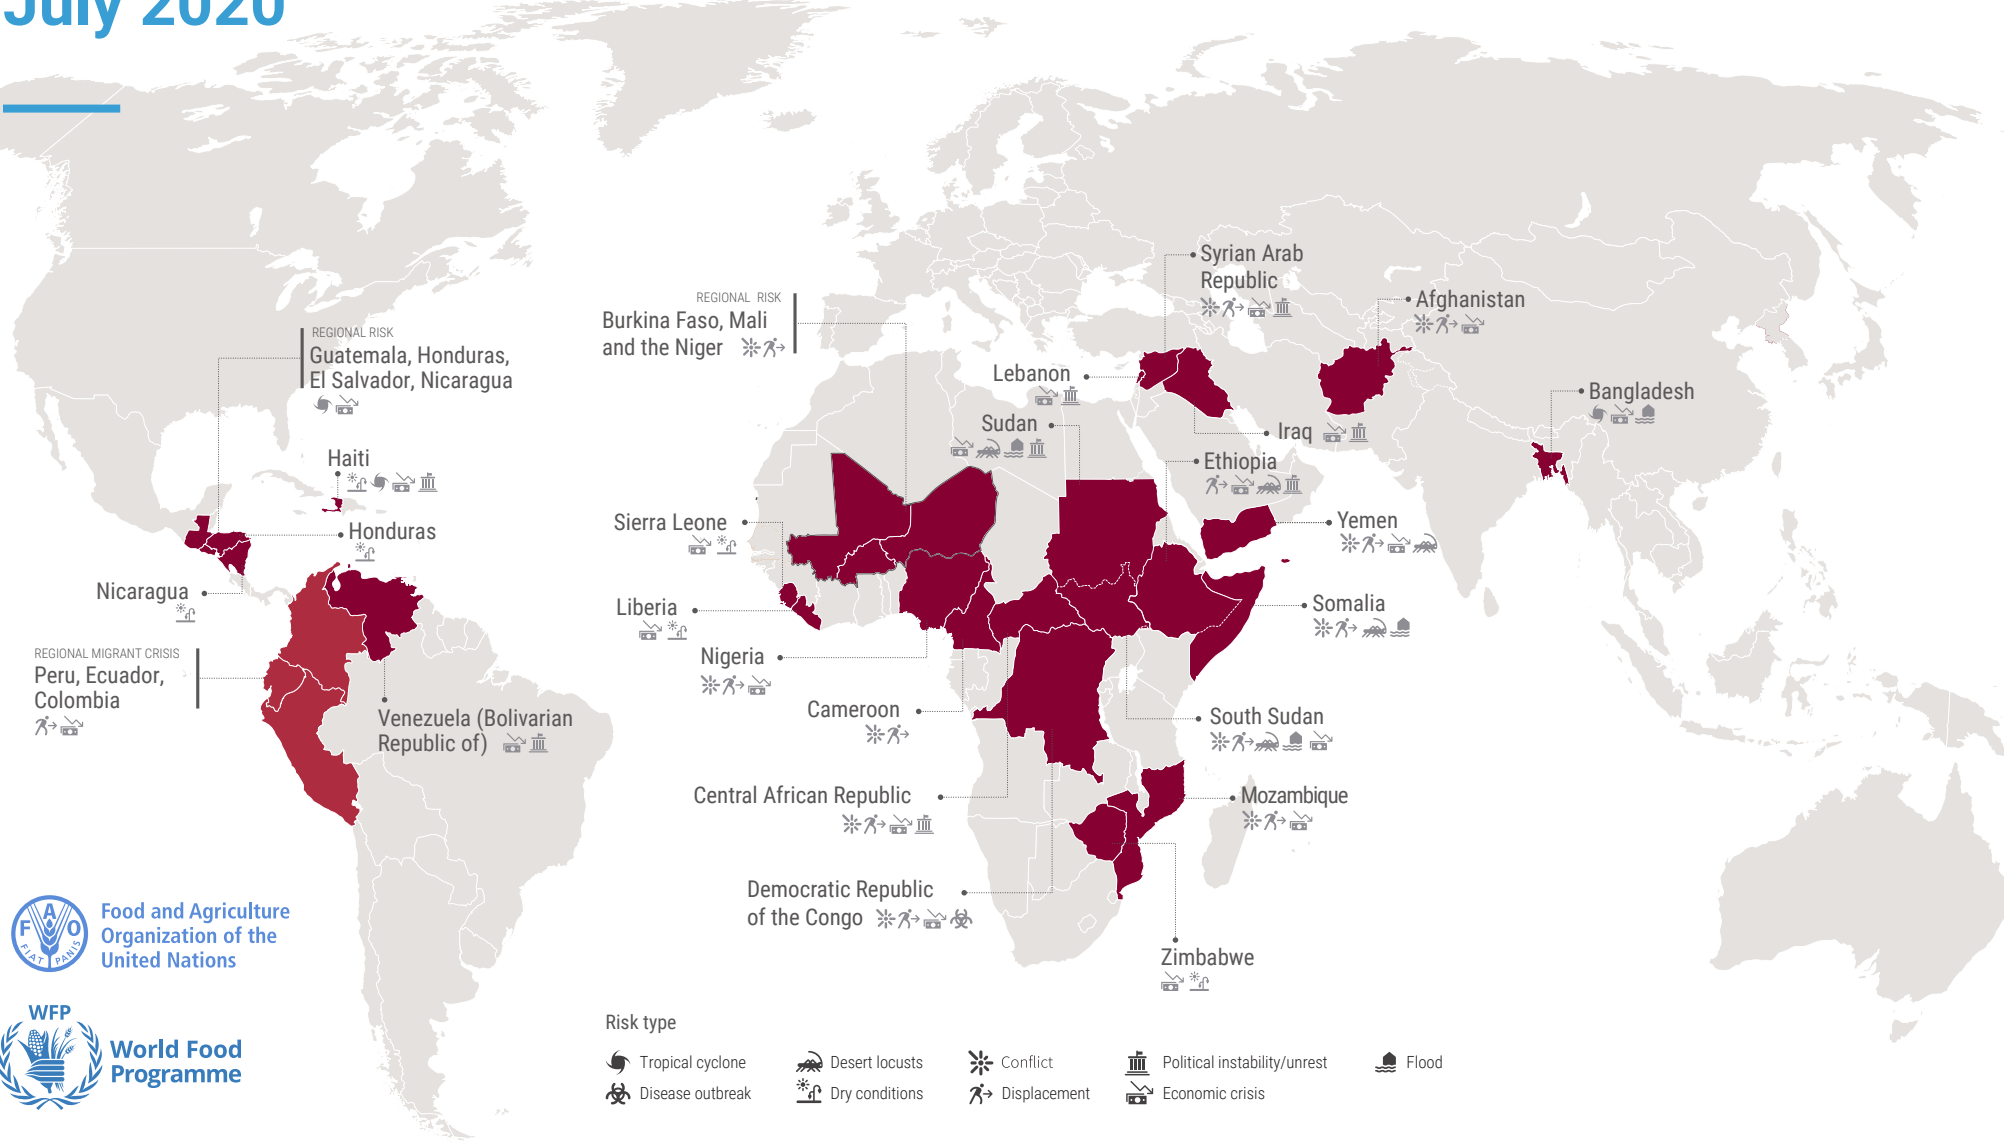 July 2020
REGIONAL RISK
Guatemala, Honduras,
El Salvador, Nicaragua
Haiti
Honduras
Nicaragua
REGIONAL MIGRANT CRISIS
Peru, Ecuador,
Colombia
Venezuela (Bolivarian
Republic of)
REGIONAL RISK
Burkina Faso, Mali
and the Niger
Sierra Leone
Liberia
Nigeria
Cameroon
Central African Republic
Democratic Republic
of the Congo
Lebanon
Sudan
Syrian Arab
Republic
Afghanistan
Iraq
Ethiopia
Bangladesh
Yemen
Somalia
South Sudan
Mozambique
Zimbabwe
F A O
FIAT PANIS
Food and Agriculture
Organization of the
United Nations
WFP
World Food
Programme
Risk type
Tropical cyclone
Desert locusts
Conflict
Political instability/unrest
Flood
Disease outbreak
Dry conditions
Displacement
Economic crisis